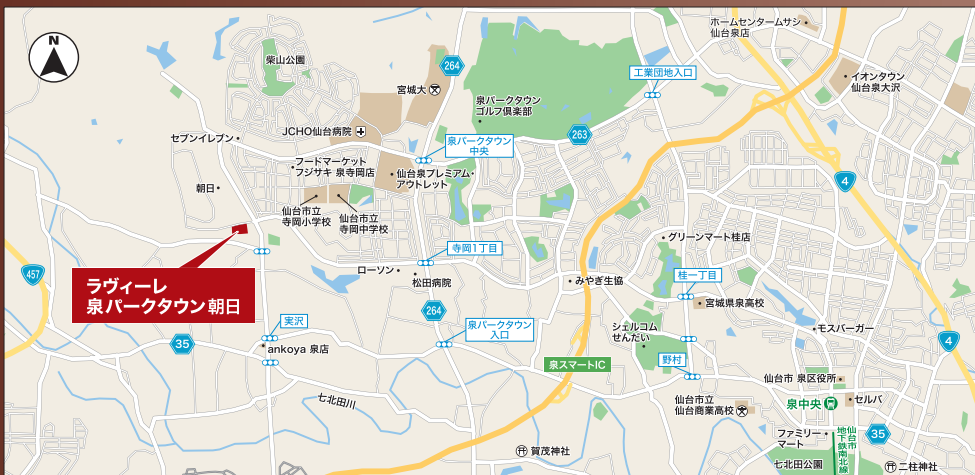 N
柴山公園
264
宮城大
ホームセンタームサシ
仙台泉店
工業団地入口
イオンタウン
仙台泉大沢
泉パークタウン
ゴルフ倶楽部
263
セブンイレブン
JCHO仙台病院
泉パークタウン
中央
フードマーケット
フジサキ 泉寺岡店
仙台泉プレミアム・
アウトレット
4
朝日
仙台市立
寺岡小学校
仙台市立
寺岡中学校
寺岡1丁目
グリーンマート桂店
457
ラヴィーレ
泉パークタウン 朝日
ローソン
松田病院
みやぎ生協
桂一丁目
宮城県泉高校
264
実沢
泉パークタウン
入口
シェルコム
せんだい
モスバーガー
35
ankoya 泉店
4
泉スマートIC
野村
仙台市 泉区役所
七北田川
仙台市立
仙台商業高校
泉中央
セルバ
ファミリー
マート
仙台市
地下鉄南北線
35
賀茂神社
七北田公園
二柱神社